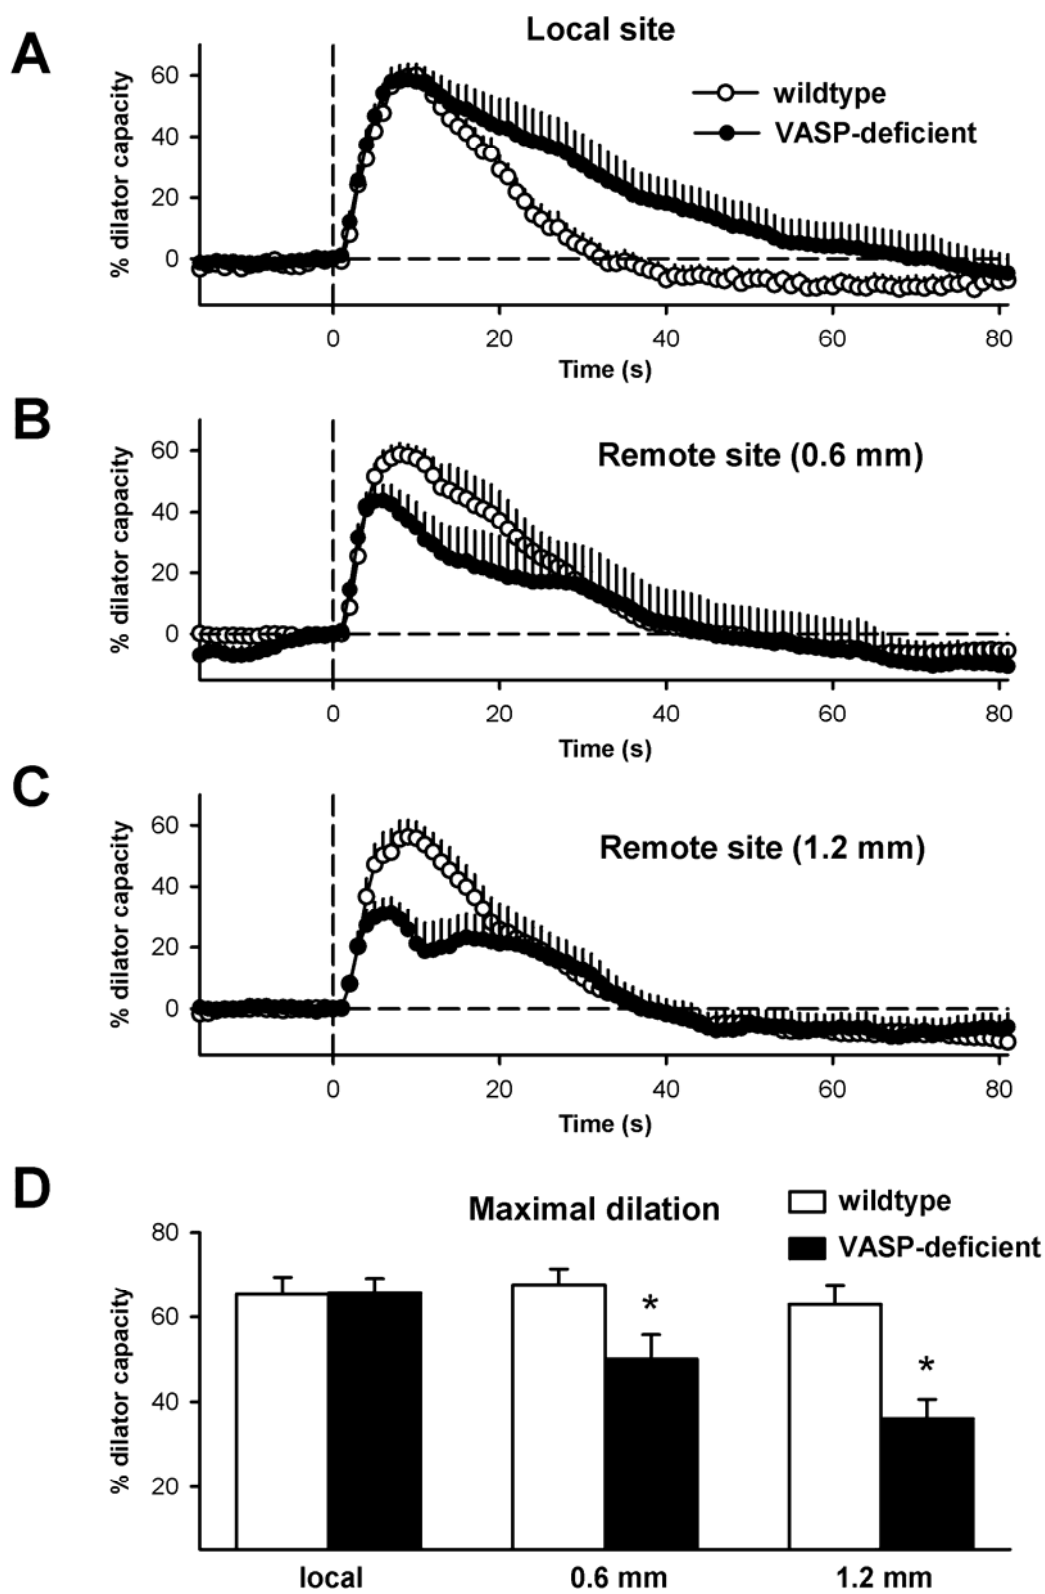 A
Local site
% dilator capacity
60
40
20
0
wildtype
VASP-deficient
0 20 40 60 80
Time (s)
B
Remote site (0.6 mm)
% dilator capacity
60
40
20
0
0 20 40 60 80
Time (s)
C
Remote site (1.2 mm)
% dilator capacity
60
40
20
0
0 20 40 60 80
Time (s)
D
Maximal dilation
wildtype
VASP-deficient
% dilator capacity
80
60
40
20
*
*
local 0.6 mm 1.2 mm